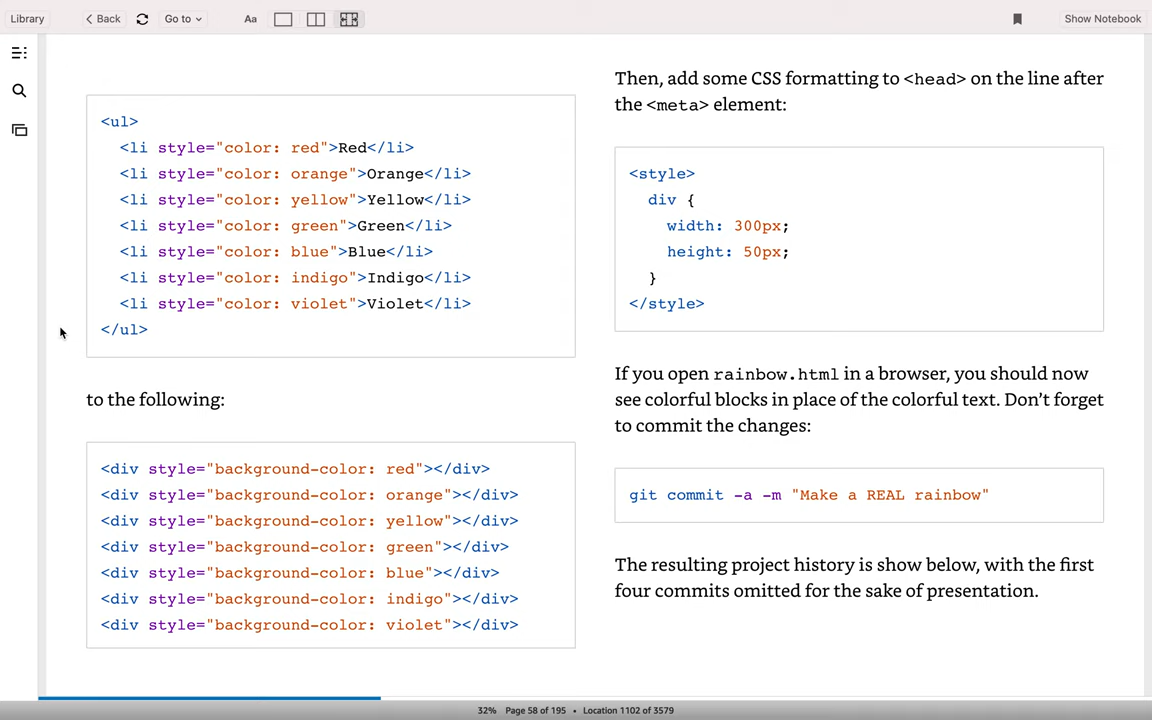 Library
Back
Go to
Aa
Show Notebook
<ul>
  <li style="color: red">Red</li>
  <li style="color: orange">Orange</li>
  <li style="color: yellow">Yellow</li>
  <li style="color: green">Green</li>
  <li style="color: blue">Blue</li>
  <li style="color: indigo">Indigo</li>
  <li style="color: violet">Violet</li>
</ul>
to the following:
<div style="background-color: red"></div>
<div style="background-color: orange"></div>
<div style="background-color: yellow"></div>
<div style="background-color: green"></div>
<div style="background-color: blue"></div>
<div style="background-color: indigo"></div>
<div style="background-color: violet"></div>
Then, add some CSS formatting to <head> on the line after
the <meta> element:
<style>
  div {
    width: 300px;
    height: 50px;
  }
</style>
If you open rainbow.html in a browser, you should now
see colorful blocks in place of the colorful text. Don’t forget
to commit the changes:
git commit -a -m "Make a REAL rainbow"
The resulting project history is show below, with the first
four commits omitted for the sake of presentation.
32% Page 58 of 195 • Location 1102 of 3579